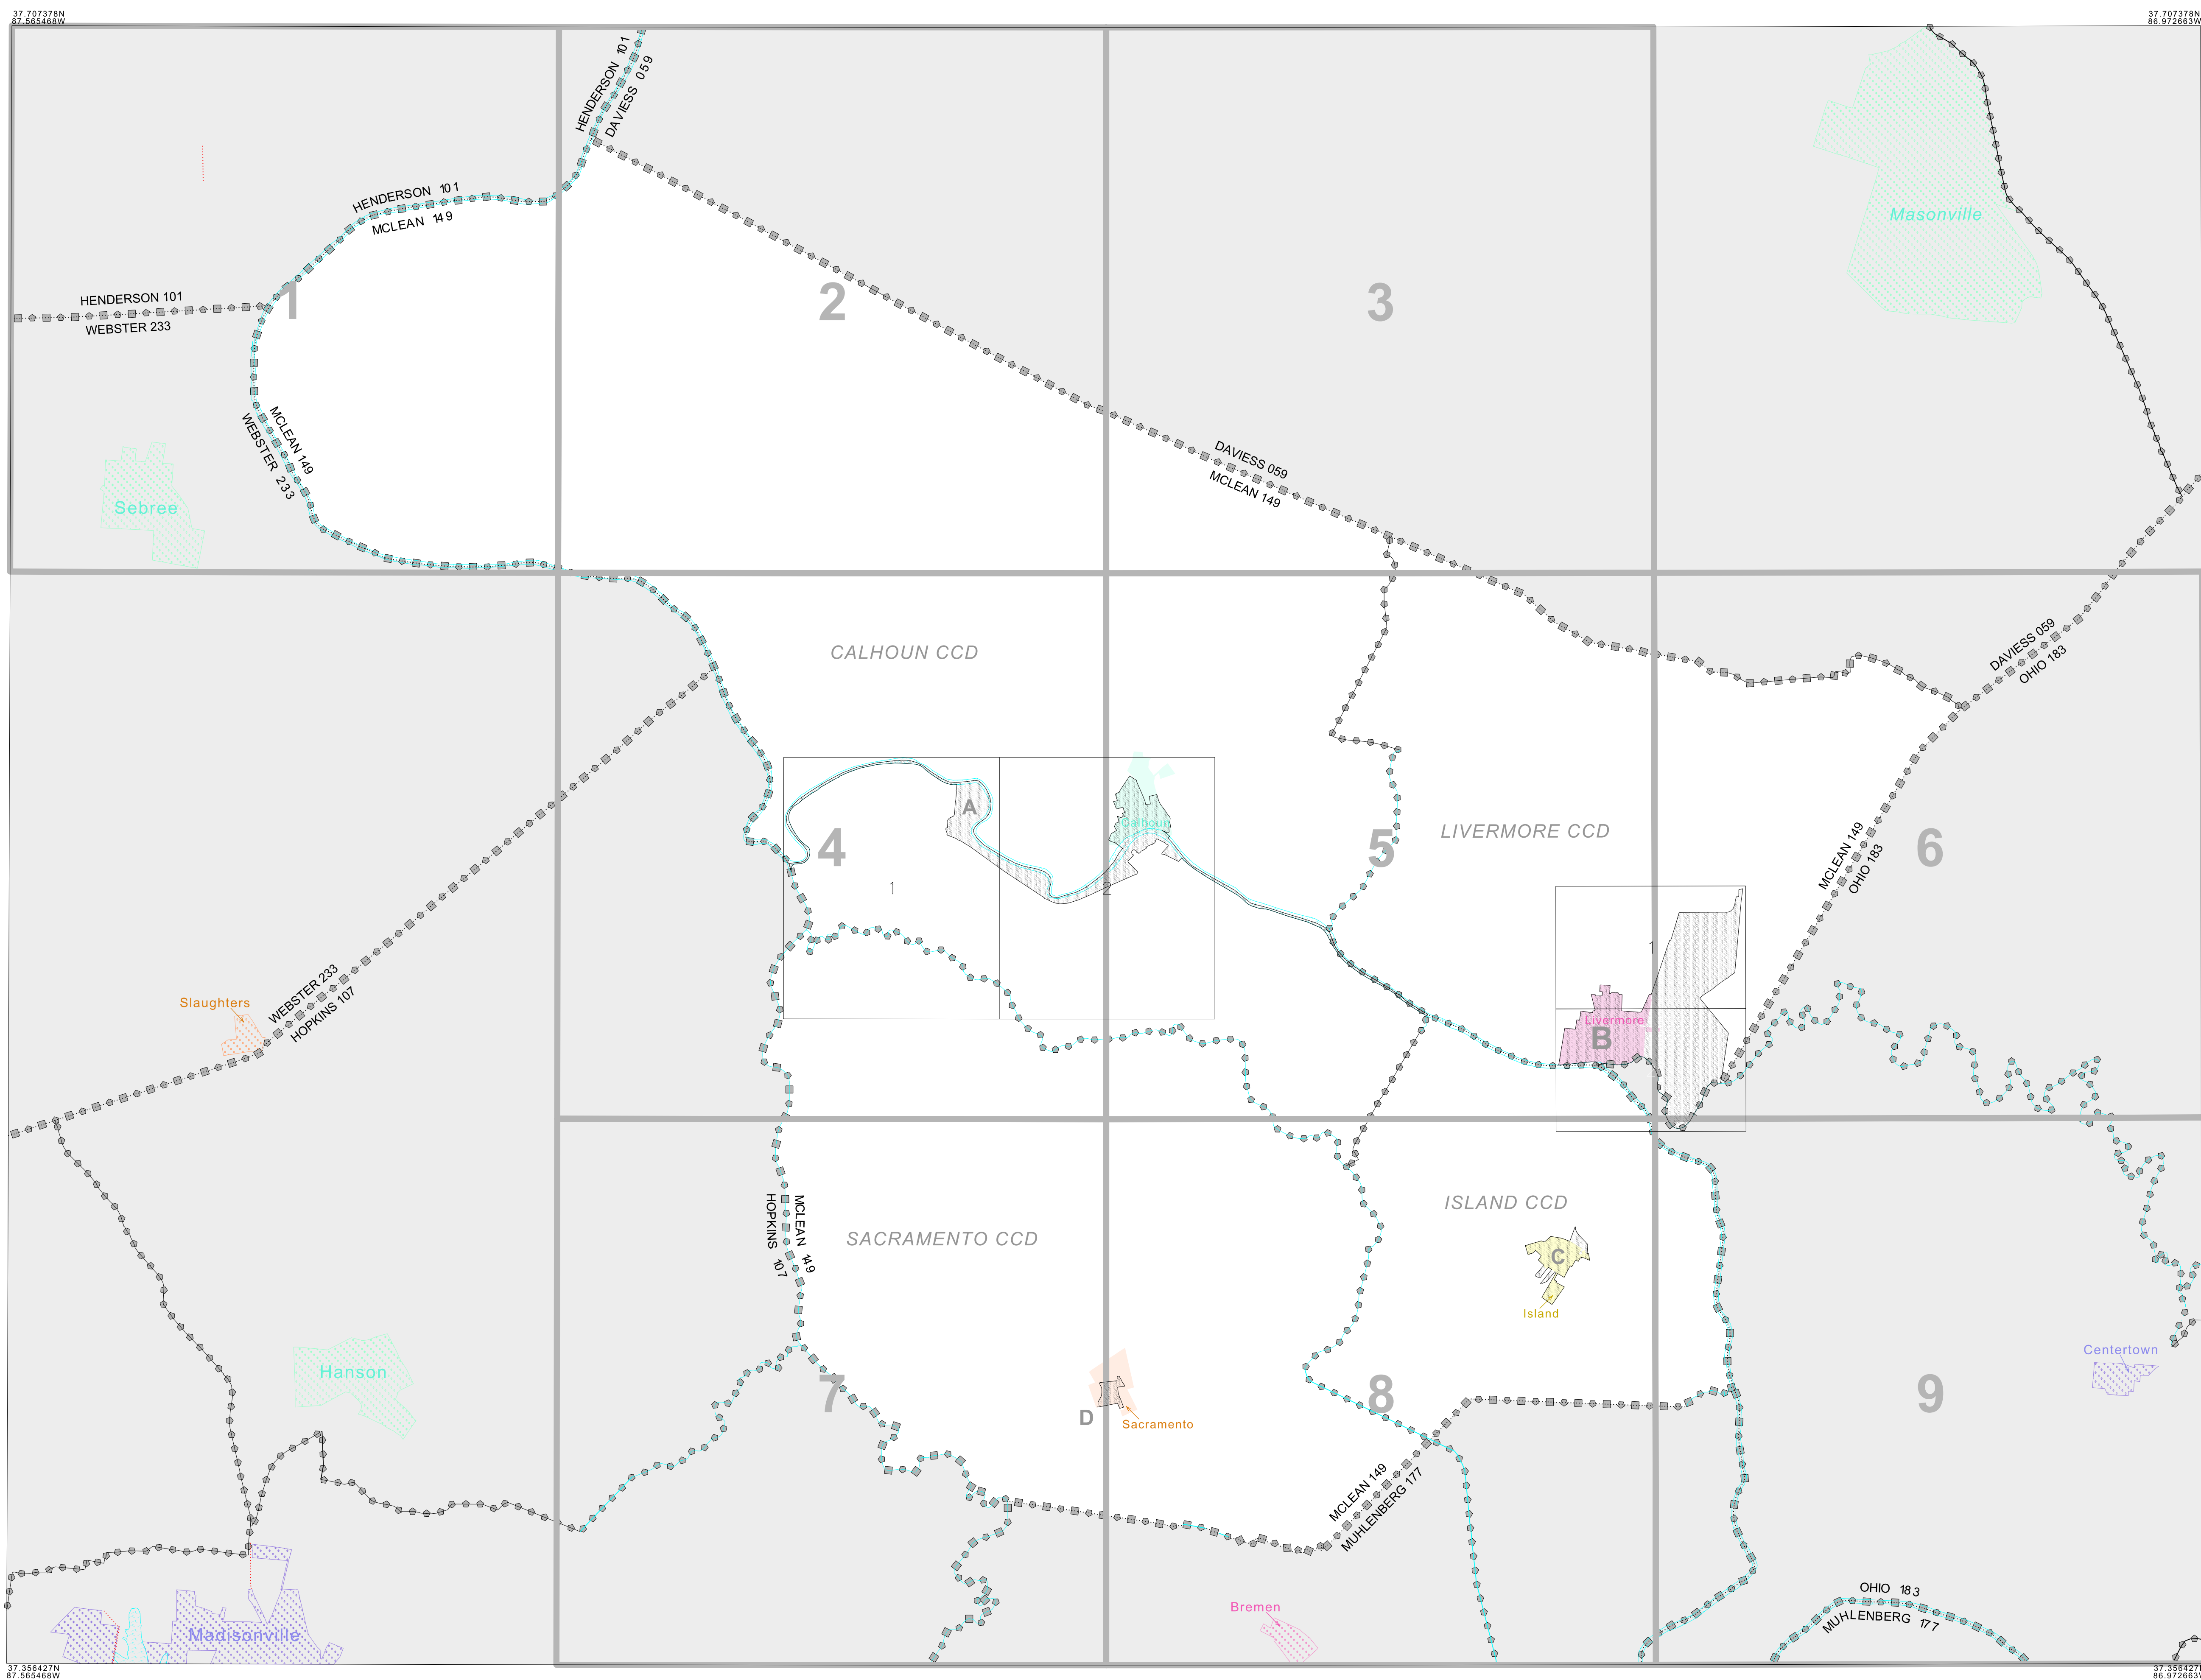 37.707378N
87.565468W
37.707378N
86.972663W
HENDERSON 101
DAVIESS 059
HENDERSON 101
MCLEAN 149
Masonville
HENDERSON 101
WEBSTER 233
1
2
3
MCLEAN 149
WEBSTER 233
Sebree
DAVIESS 059
MCLEAN 149
CALHOUN CCD
DAVIESS 059
OHIO 183
A
Calhoun
LIVERMORE CCD
4
5
6
MCLEAN 149
OHIO 183
1
2
1
Slaughters
WEBSTER 233
HOPKINS 107
Livermore
B
MCLEAN 149
HOPKINS 107
SACRAMENTO CCD
ISLAND CCD
C
Island
Centertown
Hanson
7
8
9
D
Sacramento
MCLEAN 149
MUHLENBERG 177
Bremen
OHIO 183
MUHLENBERG 177
Madisonville
37.356427N
87.565468W
37.356427N
86.972663W